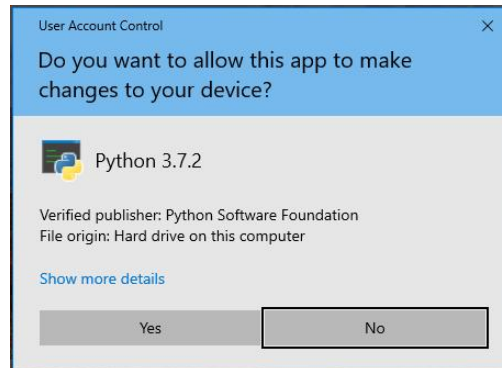 User Account Control
Do you want to allow this app to make
changes to your device?
Python 3.7.2
Verified publisher: Python Software Foundation
File origin: Hard drive on this computer
Show more details
Yes
No